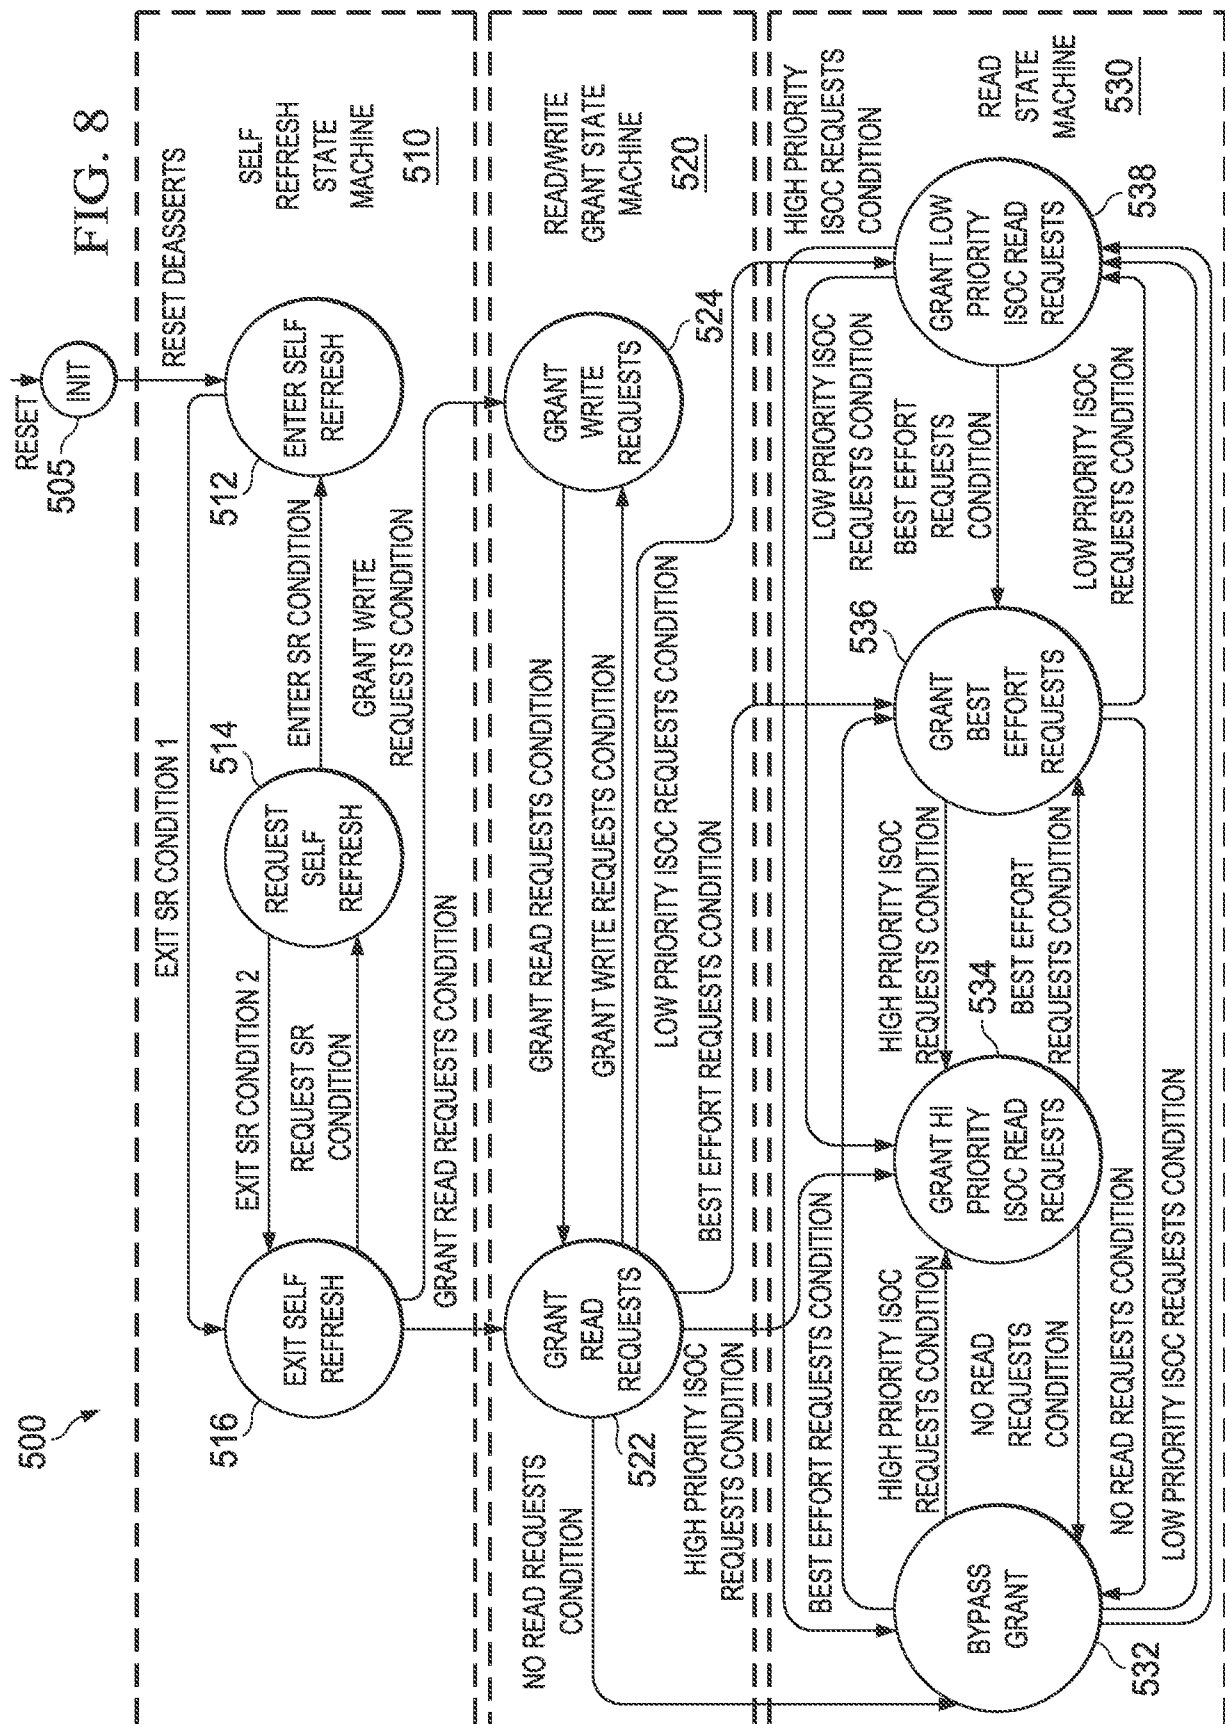 FIG. 8
500
RESET
INIT
505
RESET DEASSERTS
EXIT SR CONDITION 1
516
EXIT SELF
REFRESH
EXIT SR CONDITION 2
REQUEST SR
CONDITION
514
REQUEST
SELF
REFRESH
ENTER SR CONDITION
512
ENTER SELF
REFRESH
SELF
REFRESH
STATE
MACHINE
510
GRANT WRITE
REQUESTS CONDITION
GRANT READ REQUESTS CONDITION
NO READ REQUESTS
CONDITION
GRANT
READ
REQUESTS
522
GRANT READ REQUESTS CONDITION
GRANT WRITE REQUESTS CONDITION
LOW PRIORITY ISOC REQUESTS CONDITION
BEST EFFORT REQUESTS CONDITION
HIGH PRIORITY ISOC
REQUESTS CONDITION
GRANT
WRITE
REQUESTS
524
READ/WRITE
GRANT STATE
MACHINE
520
HIGH PRIORITY
ISOC REQUESTS
CONDITION
BEST EFFORT REQUESTS CONDITION
LOW PRIORITY ISOC
REQUESTS CONDITION
BYPASS
GRANT
532
HIGH PRIORITY ISOC
REQUESTS CONDITION
NO READ
REQUESTS
CONDITION
GRANT HI
PRIORITY
ISOC READ
REQUESTS
534
HIGH PRIORITY ISOC
REQUESTS CONDITION
BEST EFFORT
REQUESTS CONDITION
536
GRANT
BEST
EFFORT
REQUESTS
BEST EFFORT
REQUESTS
CONDITION
LOW PRIORITY ISOC
REQUESTS CONDITION
GRANT LOW
PRIORITY
ISOC READ
REQUESTS
538
READ
STATE
MACHINE
530
NO READ REQUESTS CONDITION
LOW PRIORITY ISOC REQUESTS CONDITION